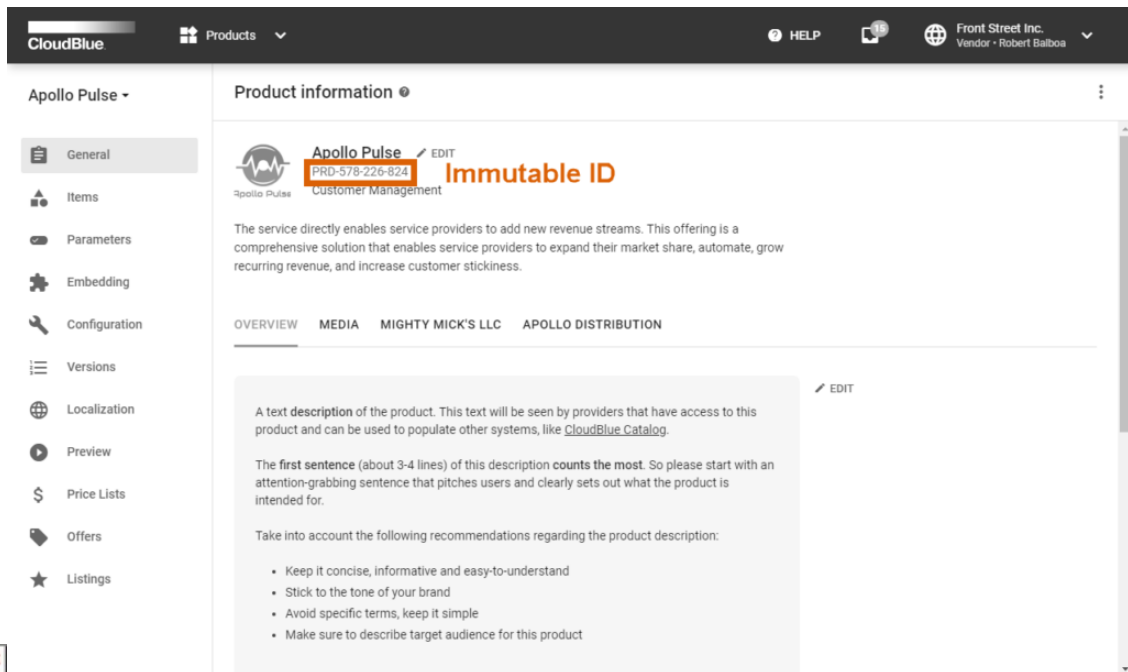 CloudBlue.
Products
HELP
15
Front Street Inc.
Vendor • Robert Balboa
Apollo Pulse
General
Items
Parameters
Embedding
Configuration
Versions
Localization
Preview
Price Lists
Offers
Listings
Product information
Apollo Pulse
Apollo Pulse EDIT
PRD-578-226-824 Immutable ID
Customer Management
The service directly enables service providers to add new revenue streams. This offering is a
comprehensive solution that enables service providers to expand their market share, automate, grow
recurring revenue, and increase customer stickiness.
OVERVIEW MEDIA MIGHTY MICK'S LLC APOLLO DISTRIBUTION
EDIT
A text description of the product. This text will be seen by providers that have access to this
product and can be used to populate other systems, like CloudBlue Catalog.
The first sentence (about 3-4 lines) of this description counts the most. So please start with an
attention-grabbing sentence that pitches users and clearly sets out what the product is
intended for.
Take into account the following recommendations regarding the product description:
• Keep it concise, informative and easy-to-understand
• Stick to the tone of your brand
• Avoid specific terms, keep it simple
• Make sure to describe target audience for this product